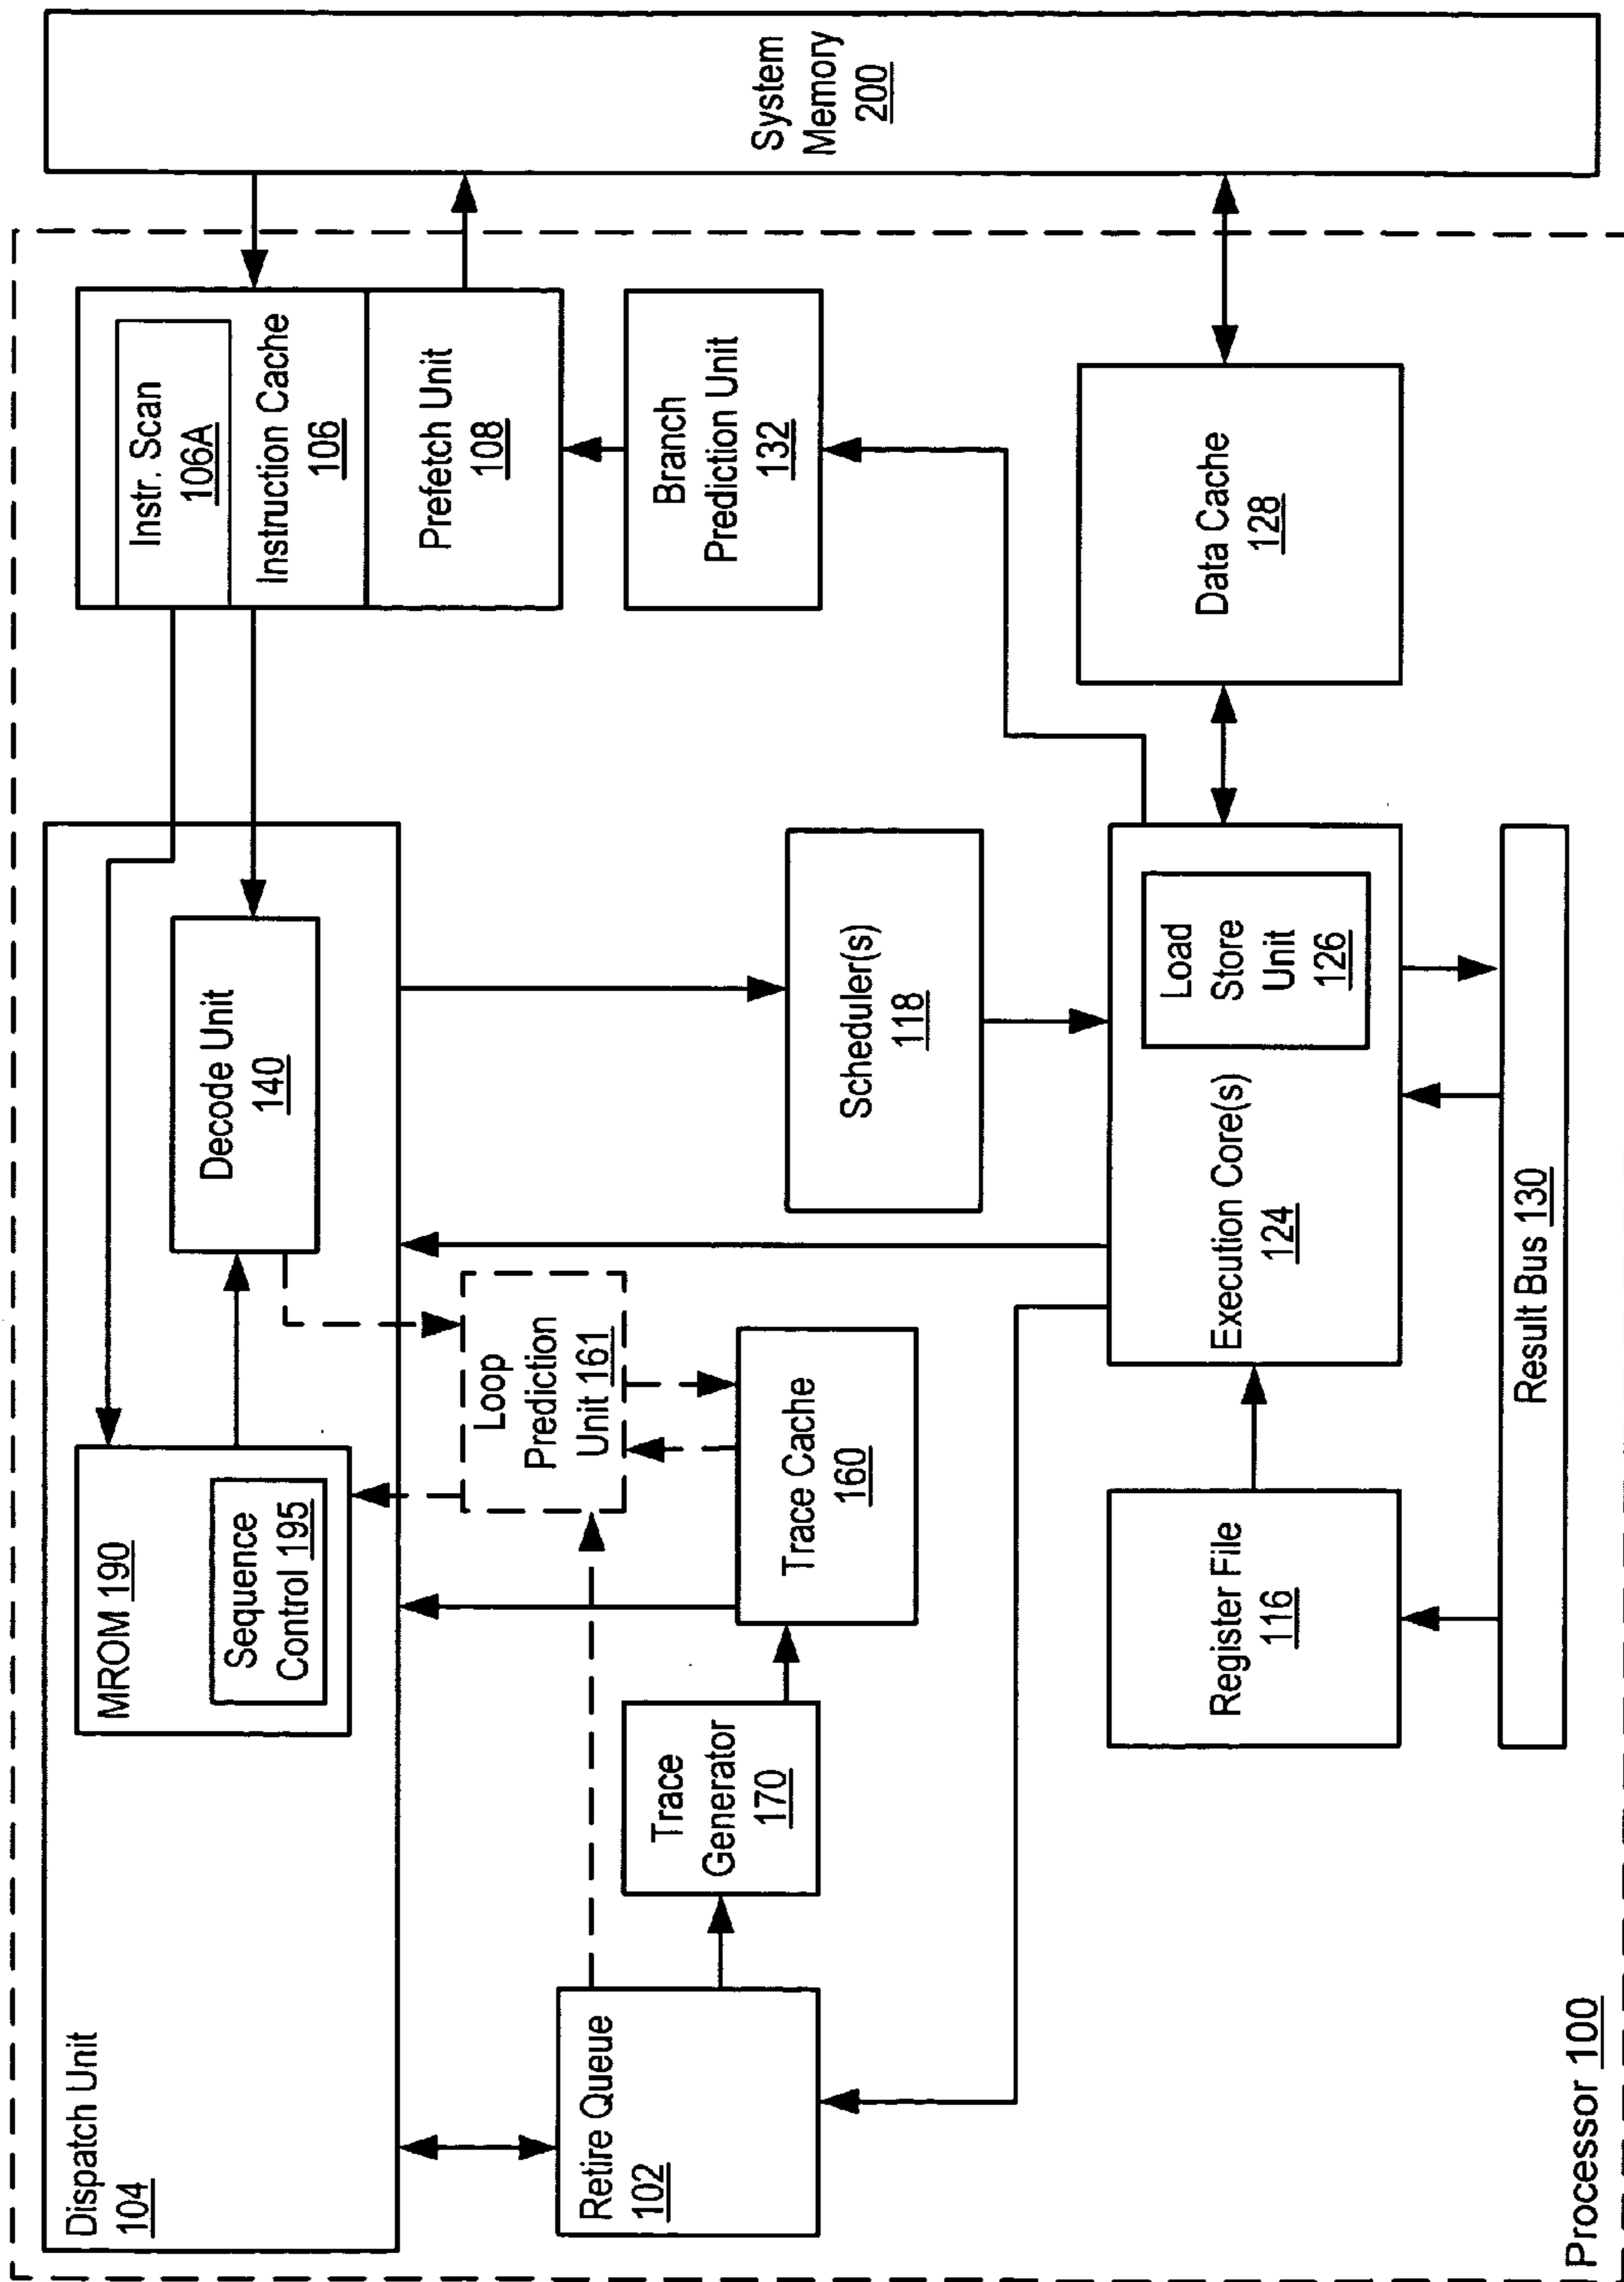 Dispatch Unit
104
MROM 190
Sequence
Control 195
Decode Unit
140
Instr. Scan
106A
Instruction Cache
106
Prefetch Unit
108
Branch
Prediction Unit
132
System
Memory
200
Retire Queue
102
Trace
Generator
170
Loop
Prediction
Unit 161
Trace Cache
160
Scheduler(s)
118
Register File
116
Execution Core(s)
124
Load
Store
Unit
126
Data Cache
128
Result Bus 130
Processor 100